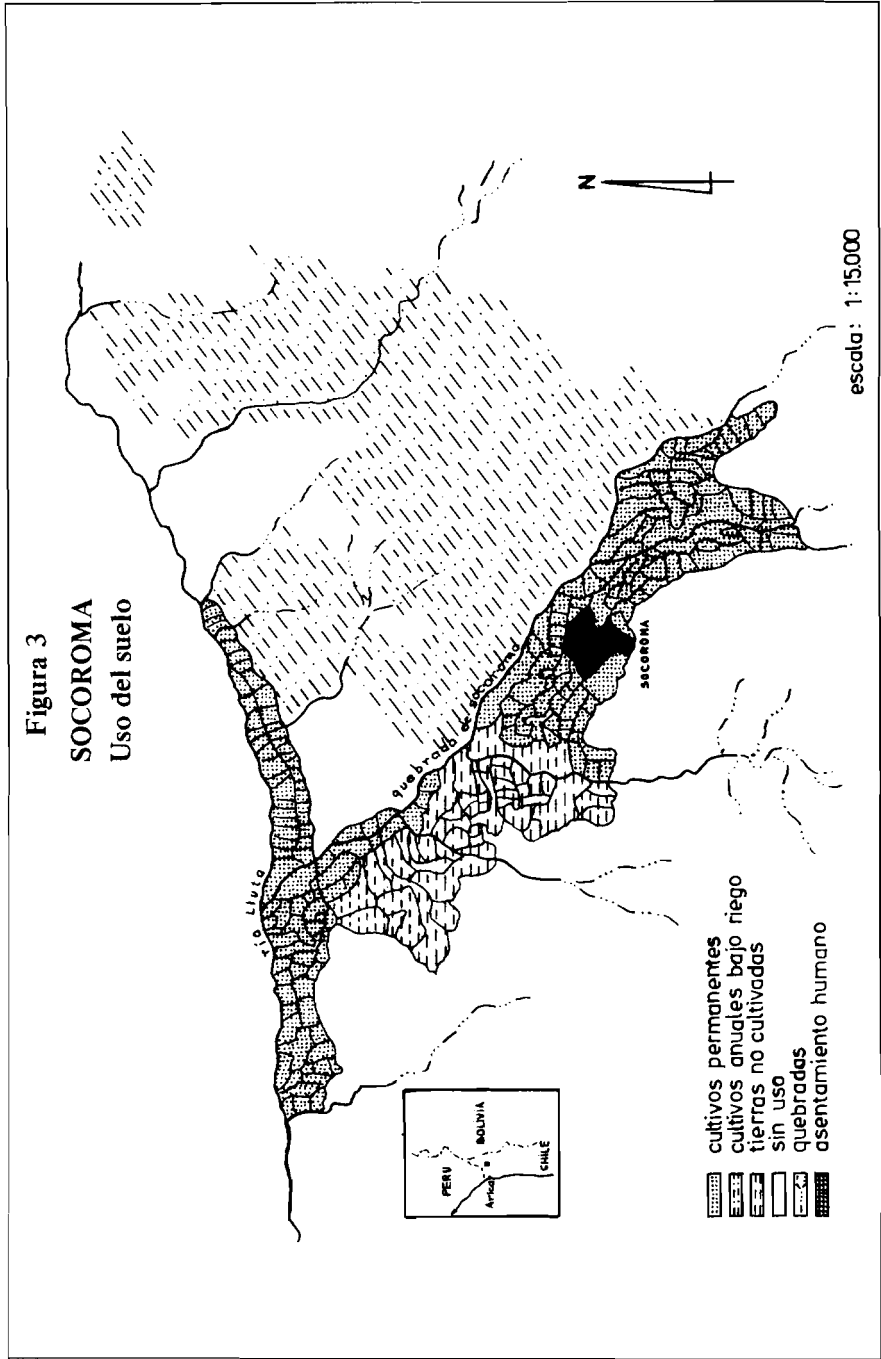 Figura 3
SOCOROMA
Uso del suelo
río Lluta
quebrada de socoroma
SOCOROMA
N
escala: 1:15.000
PERU
BOLIVIA
Arica
CHILE
cultivos permanentes
cultivos anuales bajo riego
tierras no cultivadas
sin uso
quebradas
asentamiento humano